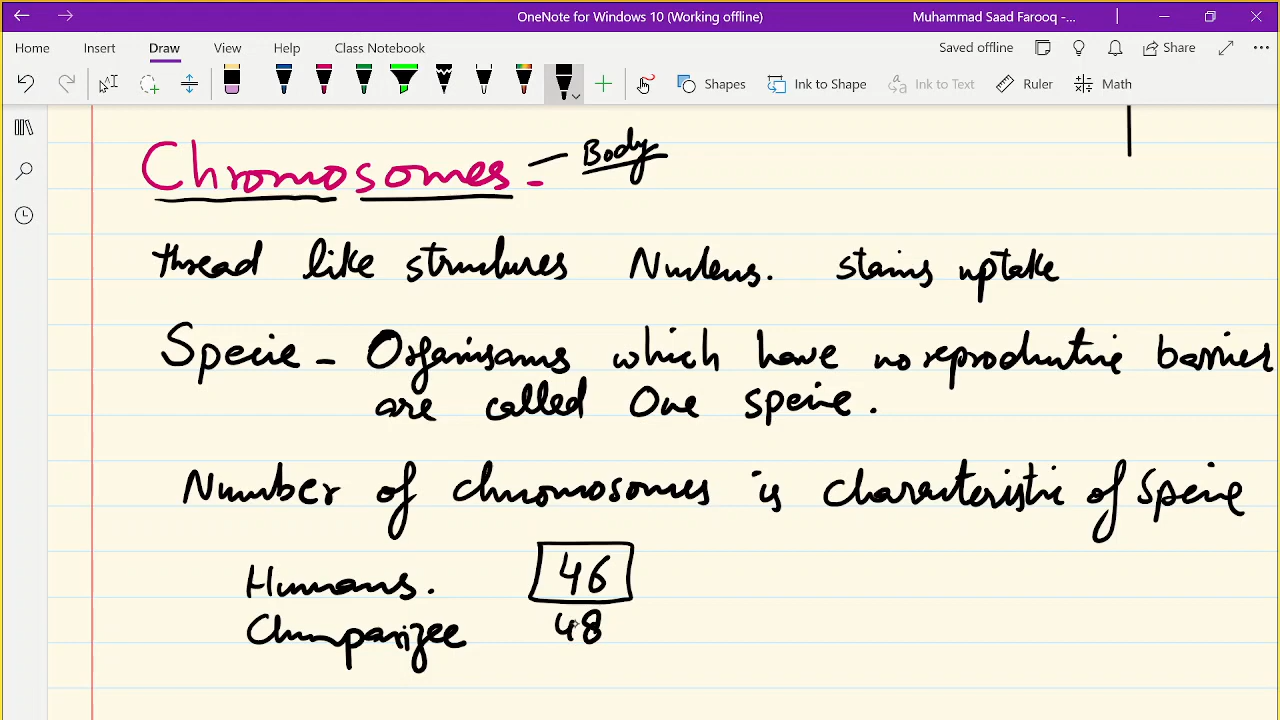 OneNote for Windows 10 (Working offline)
Muhammad Saad Farooq -...
Home Insert Draw View Help Class Notebook
Saved offline Share
Shapes Ink to Shape Ink to Text Ruler Math
Chromosomes - Body
thread like structures Nucleus. stains uptake
Specie - Organisams which have no reproductive barrier
are called One specie.
Number of chromosomes is characteristic of specie
Humans. 46
Chimpanizee 48